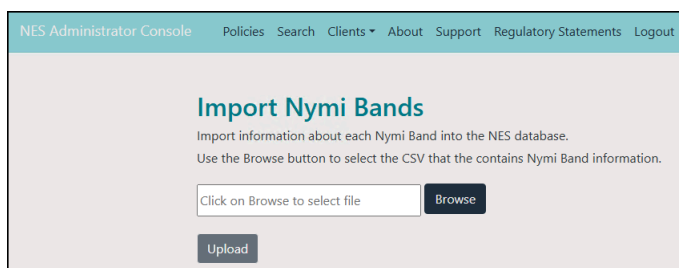 NES Administrator Console Policies Search Clients About Support Regulatory Statements Logout
Import Nymi Bands
Import information about each Nymi Band into the NES database.
Use the Browse button to select the CSV that the contains Nymi Band information.
Click on Browse to select file Browse
Upload